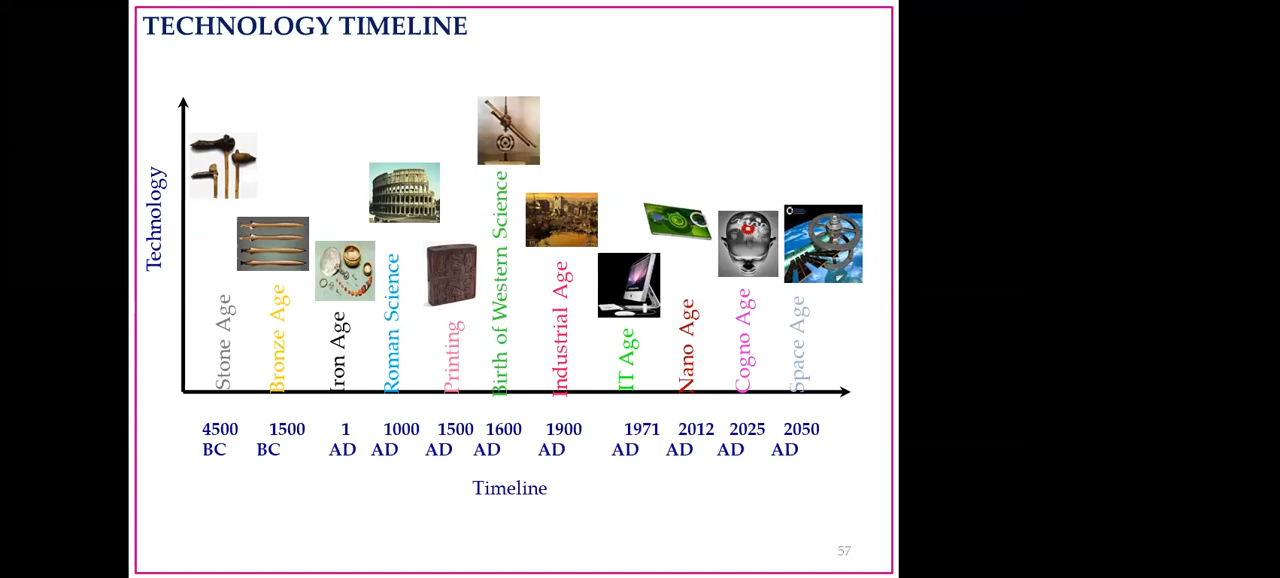 TECHNOLOGY TIMELINE
Technology
Stone Age
Bronze Age
Iron Age
Roman Science
Printing
Birth of Western Science
Industrial Age
IT Age
Nano Age
Cogno Age
Space Age
4500 BC
1500 BC
1 AD
1000 AD
1500 AD
1600 AD
1900 AD
1971 AD
2012 AD
2025 AD
2050 AD
Timeline
57